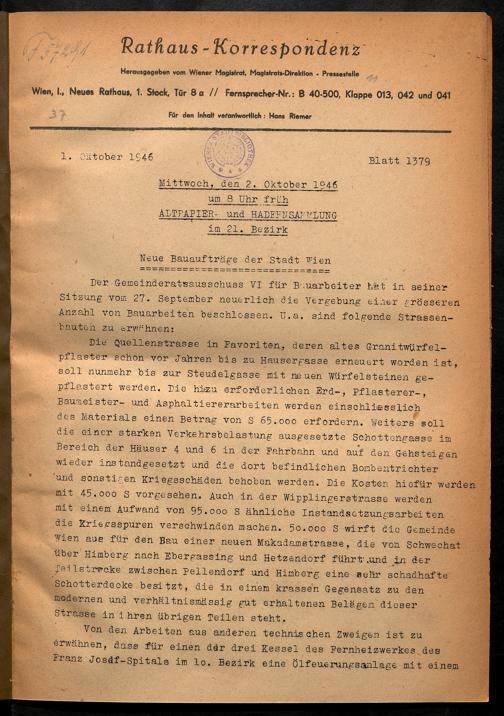 F57291
Rathaus-Korrespondenz
Herausgegeben vom Wiener Magistrat, Magistrats-Direktion - Pressestelle
11
Wien, I., Neues Rathaus, 1. Stock, Tür 8 a // Fernsprecher-Nr.: B 40-500, Klappe 013, 042 und 041
37
Für den Inhalt verantwortlich: Hans Riemer
1. Oktober 1946 Blatt 1379
Mittwoch, den 2. Oktober 1946
um 8 Uhr früh
ALTPAPIER- und HADERNSAMMLUNG
im 21. Bezirk
Neue Bauaufträge der Stadt Wien
==============================
Der Gemeinderatsausschuss VI für Bauarbeiter hat in seiner
Sitzung vom 27. September neuerlich die Vergebung einer grösseren
Anzahl von Bauarbeiten beschlossen. U.a. sind folgende Strassen-
bauten zu erwähnen:
Die Quellenstrasse in Favoriten, deren altes Granitwürfel-
pflaster schon vor Jahren bis zu Hausergasse erneuert worden ist,
soll nunmehr bis zur Steudelgasse mit neuen Würfelsteinen ge-
pflastert werden. Die hiezu erforderlichen Erd-, Pflasterer-,
Baumeister- und Asphaltiererarbeiten werden einschliesslich
des Materials einen Betrag von S 65.000 erfordern. Weiters soll
die einer starken Verkehrsbelastung ausgesetzte Schottengasse im
Bereich der Häuser 4 und 6 in der Fahrbahn und auf den Gehsteigen
wieder instandgesetzt und die dort befindlichen Bombentrichter
und sonstigen Kriegsschäden behoben werden. Die Kosten hiefür werden
mit 45.000 S vorgesehen. Auch in der Wipplingerstrasse werden
mit einem Aufwand von 95.000 S ähnliche Instandsetzungsarbeiten
die Kriegsspuren verschwinden machen. 50.000 S wirft die Gemeinde
Wien aus für den Bau einer neuen Makadamstrasse, die von Schwechat
über Himberg nach Ebergassing und Hetzendorf führt und in der
Teilstrecke zwischen Pellendorf und Himberg eine sehr schadhafte
Schotterdecke besitzt, die in einem krassen Gegensatz zu den
modernen und verhältnismässig gut erhaltenen Belägen dieser
Strasse in ihren übrigen Teilen steht.
Von den Arbeiten aus anderen technischen Zweigen ist zu
erwähnen, dass für einen der drei Kessel des Fernheizwerkes des
Franz Josef-Spitals im 10. Bezirk eine Ölfeuerungsanlage mit einem